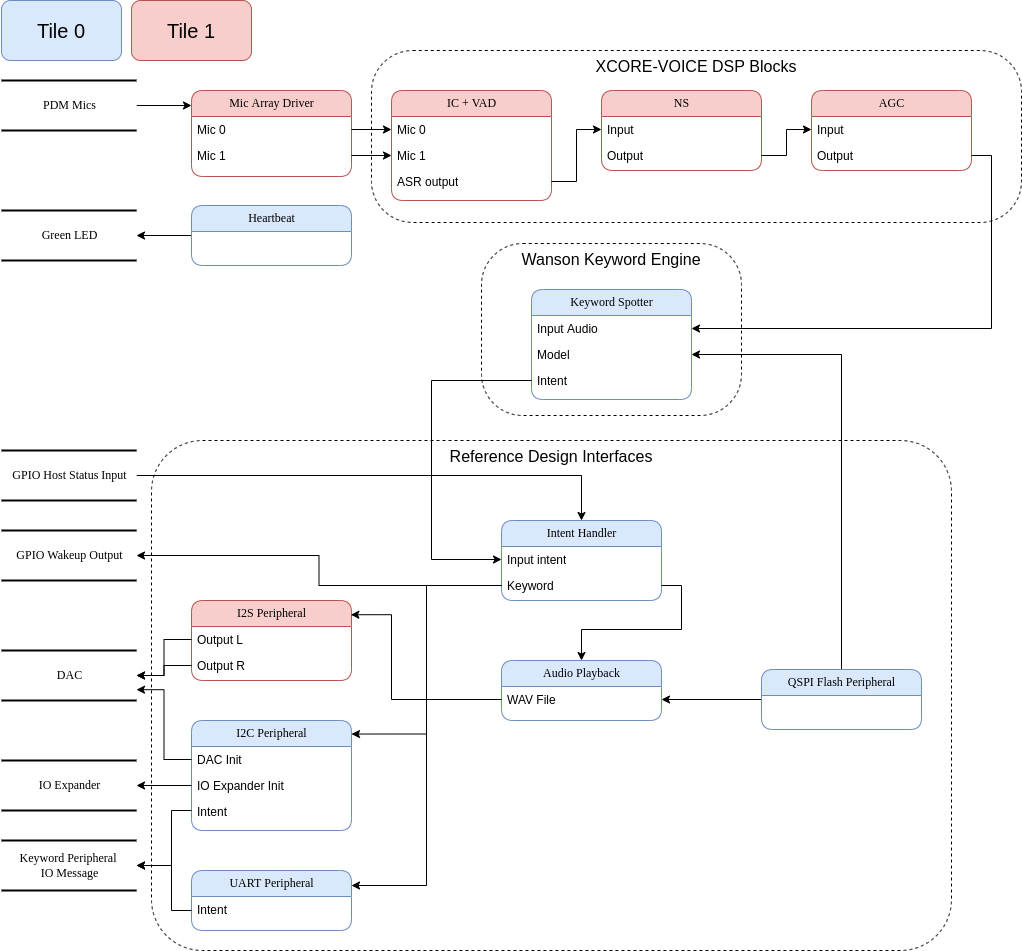 Tile 0
Tile 1
XCORE-VOICE DSP Blocks
PDM Mics
Mic Array Driver
Mic 0
Mic 1
IC + VAD
Mic 0
Mic 1
ASR output
NS
Input
Output
AGC
Input
Output
Green LED
Heartbeat
Wanson Keyword Engine
Keyword Spotter
Input Audio
Model
Intent
Reference Design Interfaces
GPIO Host Status Input
GPIO Wakeup Output
Intent Handler
Input intent
Keyword
I2S Peripheral
Output L
Output R
DAC
Audio Playback
WAV File
QSPI Flash Peripheral
I2C Peripheral
DAC Init
IO Expander Init
Intent
IO Expander
Keyword Peripheral
IO Message
UART Peripheral
Intent